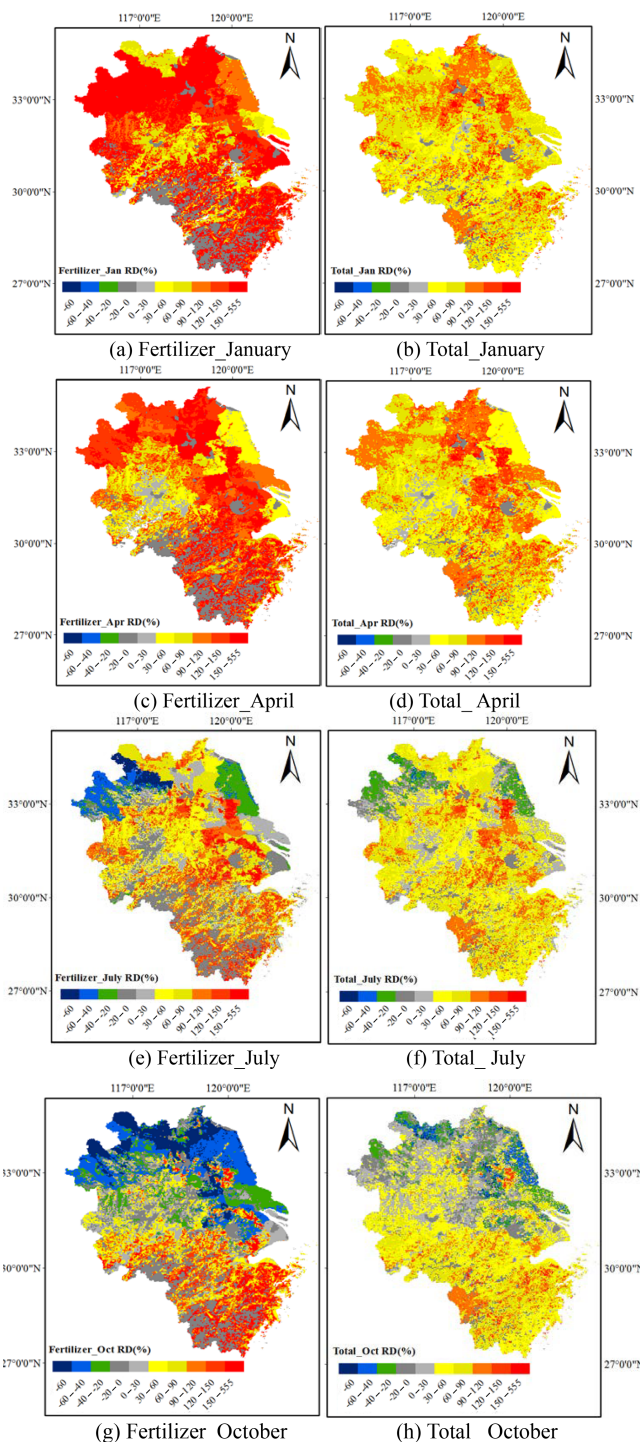 117°0'0"E 120°0'0"E 117°0'0"E 120°0'0"E
N N
33°0'0"N 33°0'0"N
30°0'0"N 30°0'0"N
27°0'0"N 27°0'0"N
Fertilizer_Jan RD(%) Total_Jan RD(%)
-60 -60--40 -40--20 -20-0 0-30 30-60 60-90 90-120 120-150 150-555 -60 -60--40 -40--20 -20-0 0-30 30-60 60-90 90-120 120-150 150-555
(a) Fertilizer_January (b) Total_January
117°0'0"E 120°0'0"E 117°0'0"E 120°0'0"E
N N
33°0'0"N 33°0'0"N
30°0'0"N 30°0'0"N
27°0'0"N 27°0'0"N
Fertilizer_Apr RD(%) Total_Apr RD(%)
-60 -60--40 -40--20 -20-0 0-30 30-60 60-90 90-120 120-150 150-555 -60 -60--40 -40--20 -20-0 0-30 30-60 60-90 90-120 120-150 150-555
(c) Fertilizer_April (d) Total_ April
117°0'0"E 120°0'0"E 117°0'0"E 120°0'0"E
N N
33°0'0"N 33°0'0"N
30°0'0"N 30°0'0"N
27°0'0"N 27°0'0"N
Fertilizer_July RD(%) Total_July RD(%)
-60 -60--40 -40--20 -20-0 0-30 30-60 60-90 90-120 120-150 150-555 -60 -60--40 -40--20 -20-0 0-30 30-60 60-90 90-120 120-150 150-555
(e) Fertilizer_July (f) Total_ July
117°0'0"E 120°0'0"E 117°0'0"E 120°0'0"E
N N
33°0'0"N 33°0'0"N
30°0'0"N 30°0'0"N
27°0'0"N 27°0'0"N
Fertilizer_Oct RD(%) Total_Oct RD(%)
-60 -60--40 -40--20 -20-0 0-30 30-60 60-90 90-120 120-150 150-555 -60 -60--40 -40--20 -20-0 0-30 30-60 60-90 90-120 120-150 150-555
(g) Fertilizer_October (h) Total_ October